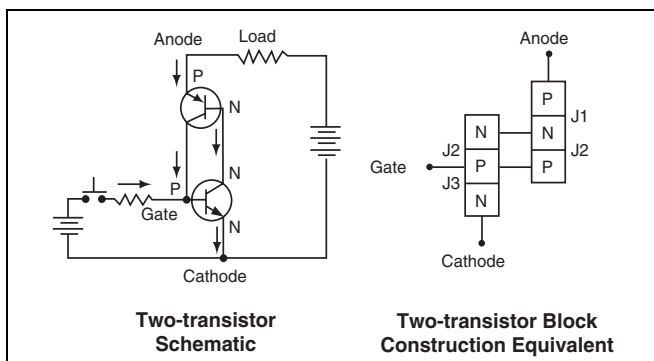 Anode
Load
P
N
N
P
Gate
N
Cathode
Two-transistor
Schematic
Anode
P
J1
N
N
J2
J2
Gate
P
P
J3
N
Cathode
Two-transistor Block
Construction Equivalent